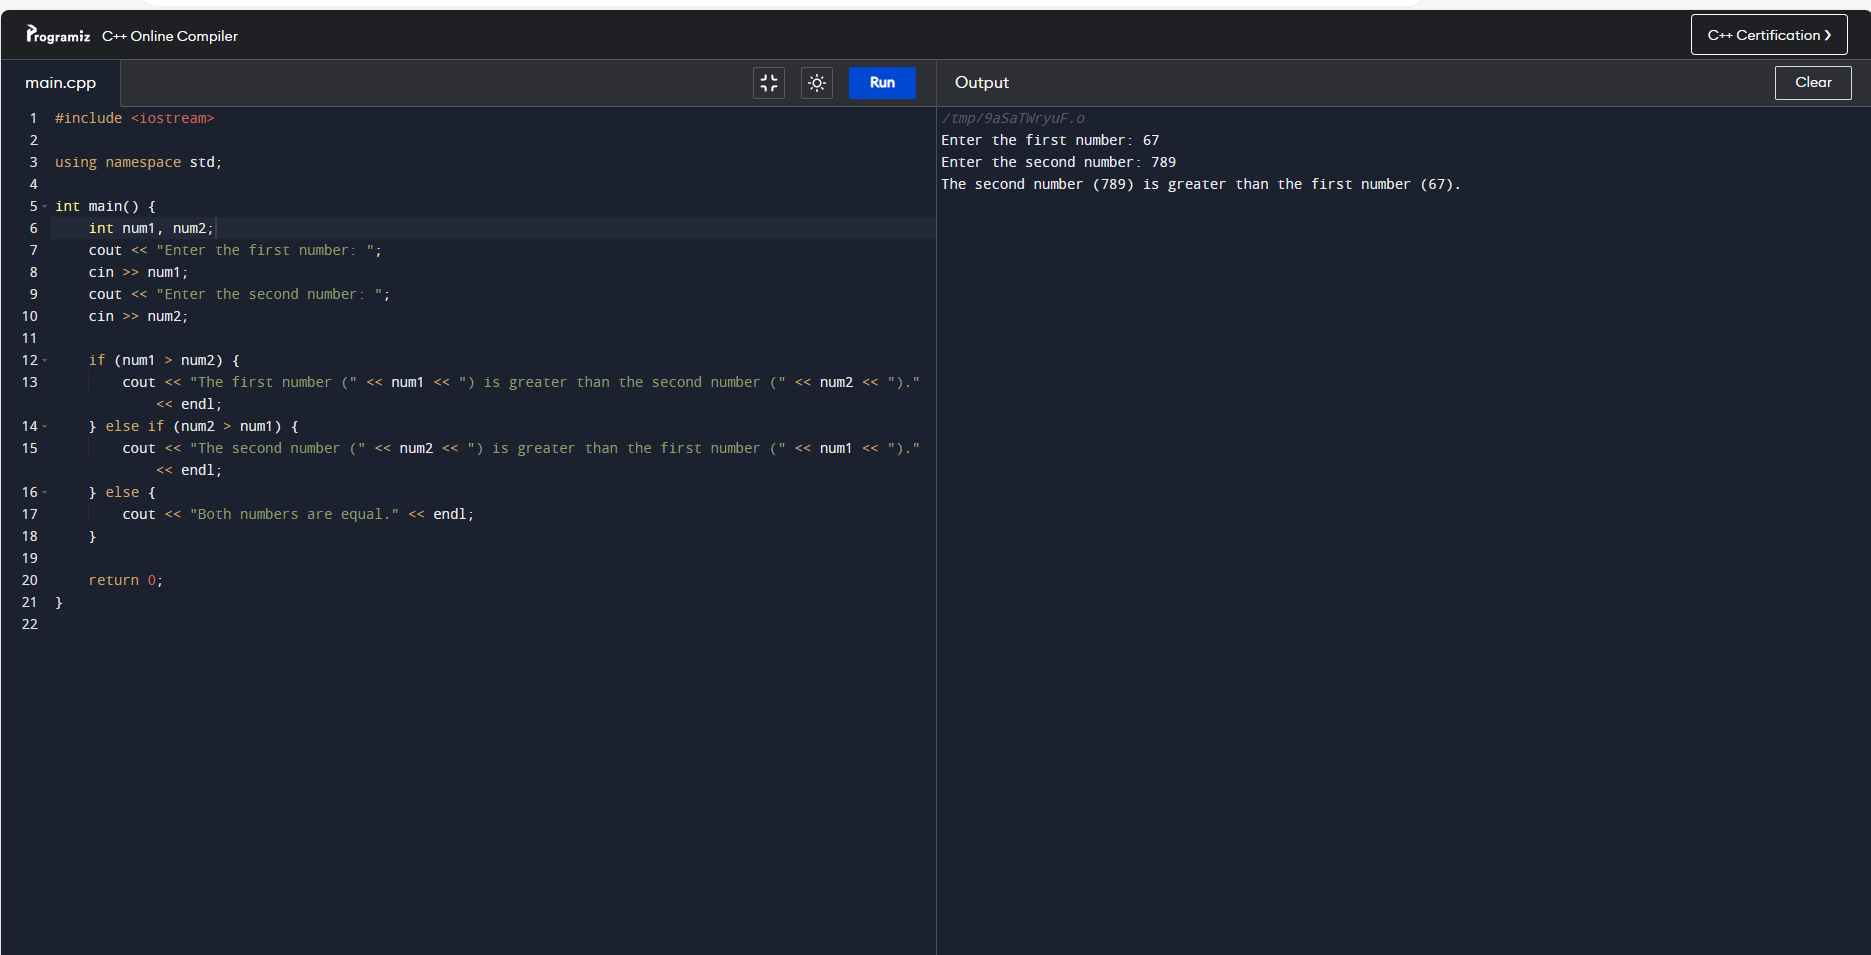 Programiz C++ Online Compiler
C++ Certification ❯
main.cpp
Run
Output
Clear
1 #include <iostream>
2
3 using namespace std;
4
5 int main() {
6     int num1, num2;
7     cout << "Enter the first number: ";
8     cin >> num1;
9     cout << "Enter the second number: ";
10     cin >> num2;
11
12     if (num1 > num2) {
13         cout << "The first number (" << num1 << ") is greater than the second number (" << num2 << ")."
            << endl;
14     } else if (num2 > num1) {
15         cout << "The second number (" << num2 << ") is greater than the first number (" << num1 << ")."
            << endl;
16     } else {
17         cout << "Both numbers are equal." << endl;
18     }
19
20     return 0;
21 }
22
/tmp/9aSaTWryuF.o
Enter the first number: 67
Enter the second number: 789
The second number (789) is greater than the first number (67).